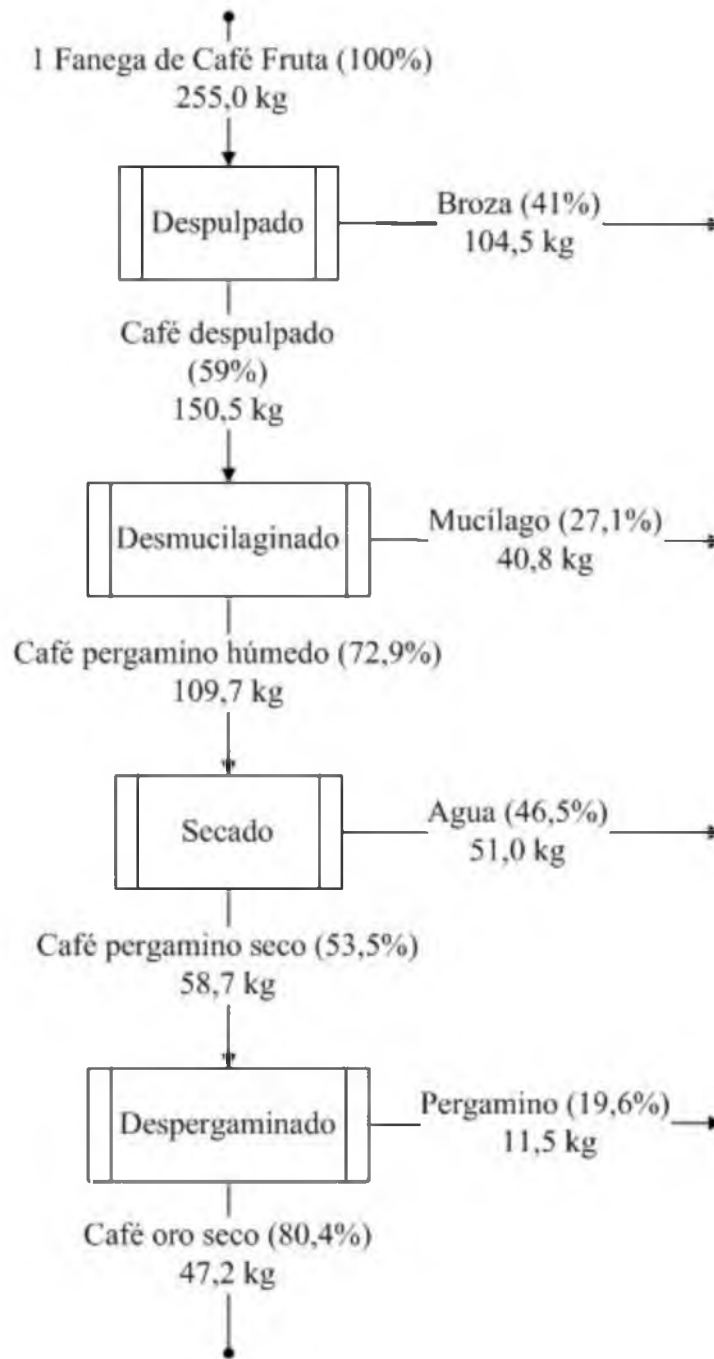 1 Fanega de Café Fruta (100%)
255,0 kg
Despulpado
Broza (41%)
104,5 kg
Café despulpado
(59%)
150,5 kg
Desmucilaginado
Mucílago (27,1%)
40,8 kg
Café pergamino húmedo (72,9%)
109,7 kg
Secado
Agua (46,5%)
51,0 kg
Café pergamino seco (53,5%)
58,7 kg
Despergaminado
Pergamino (19,6%)
11,5 kg
Café oro seco (80,4%)
47,2 kg